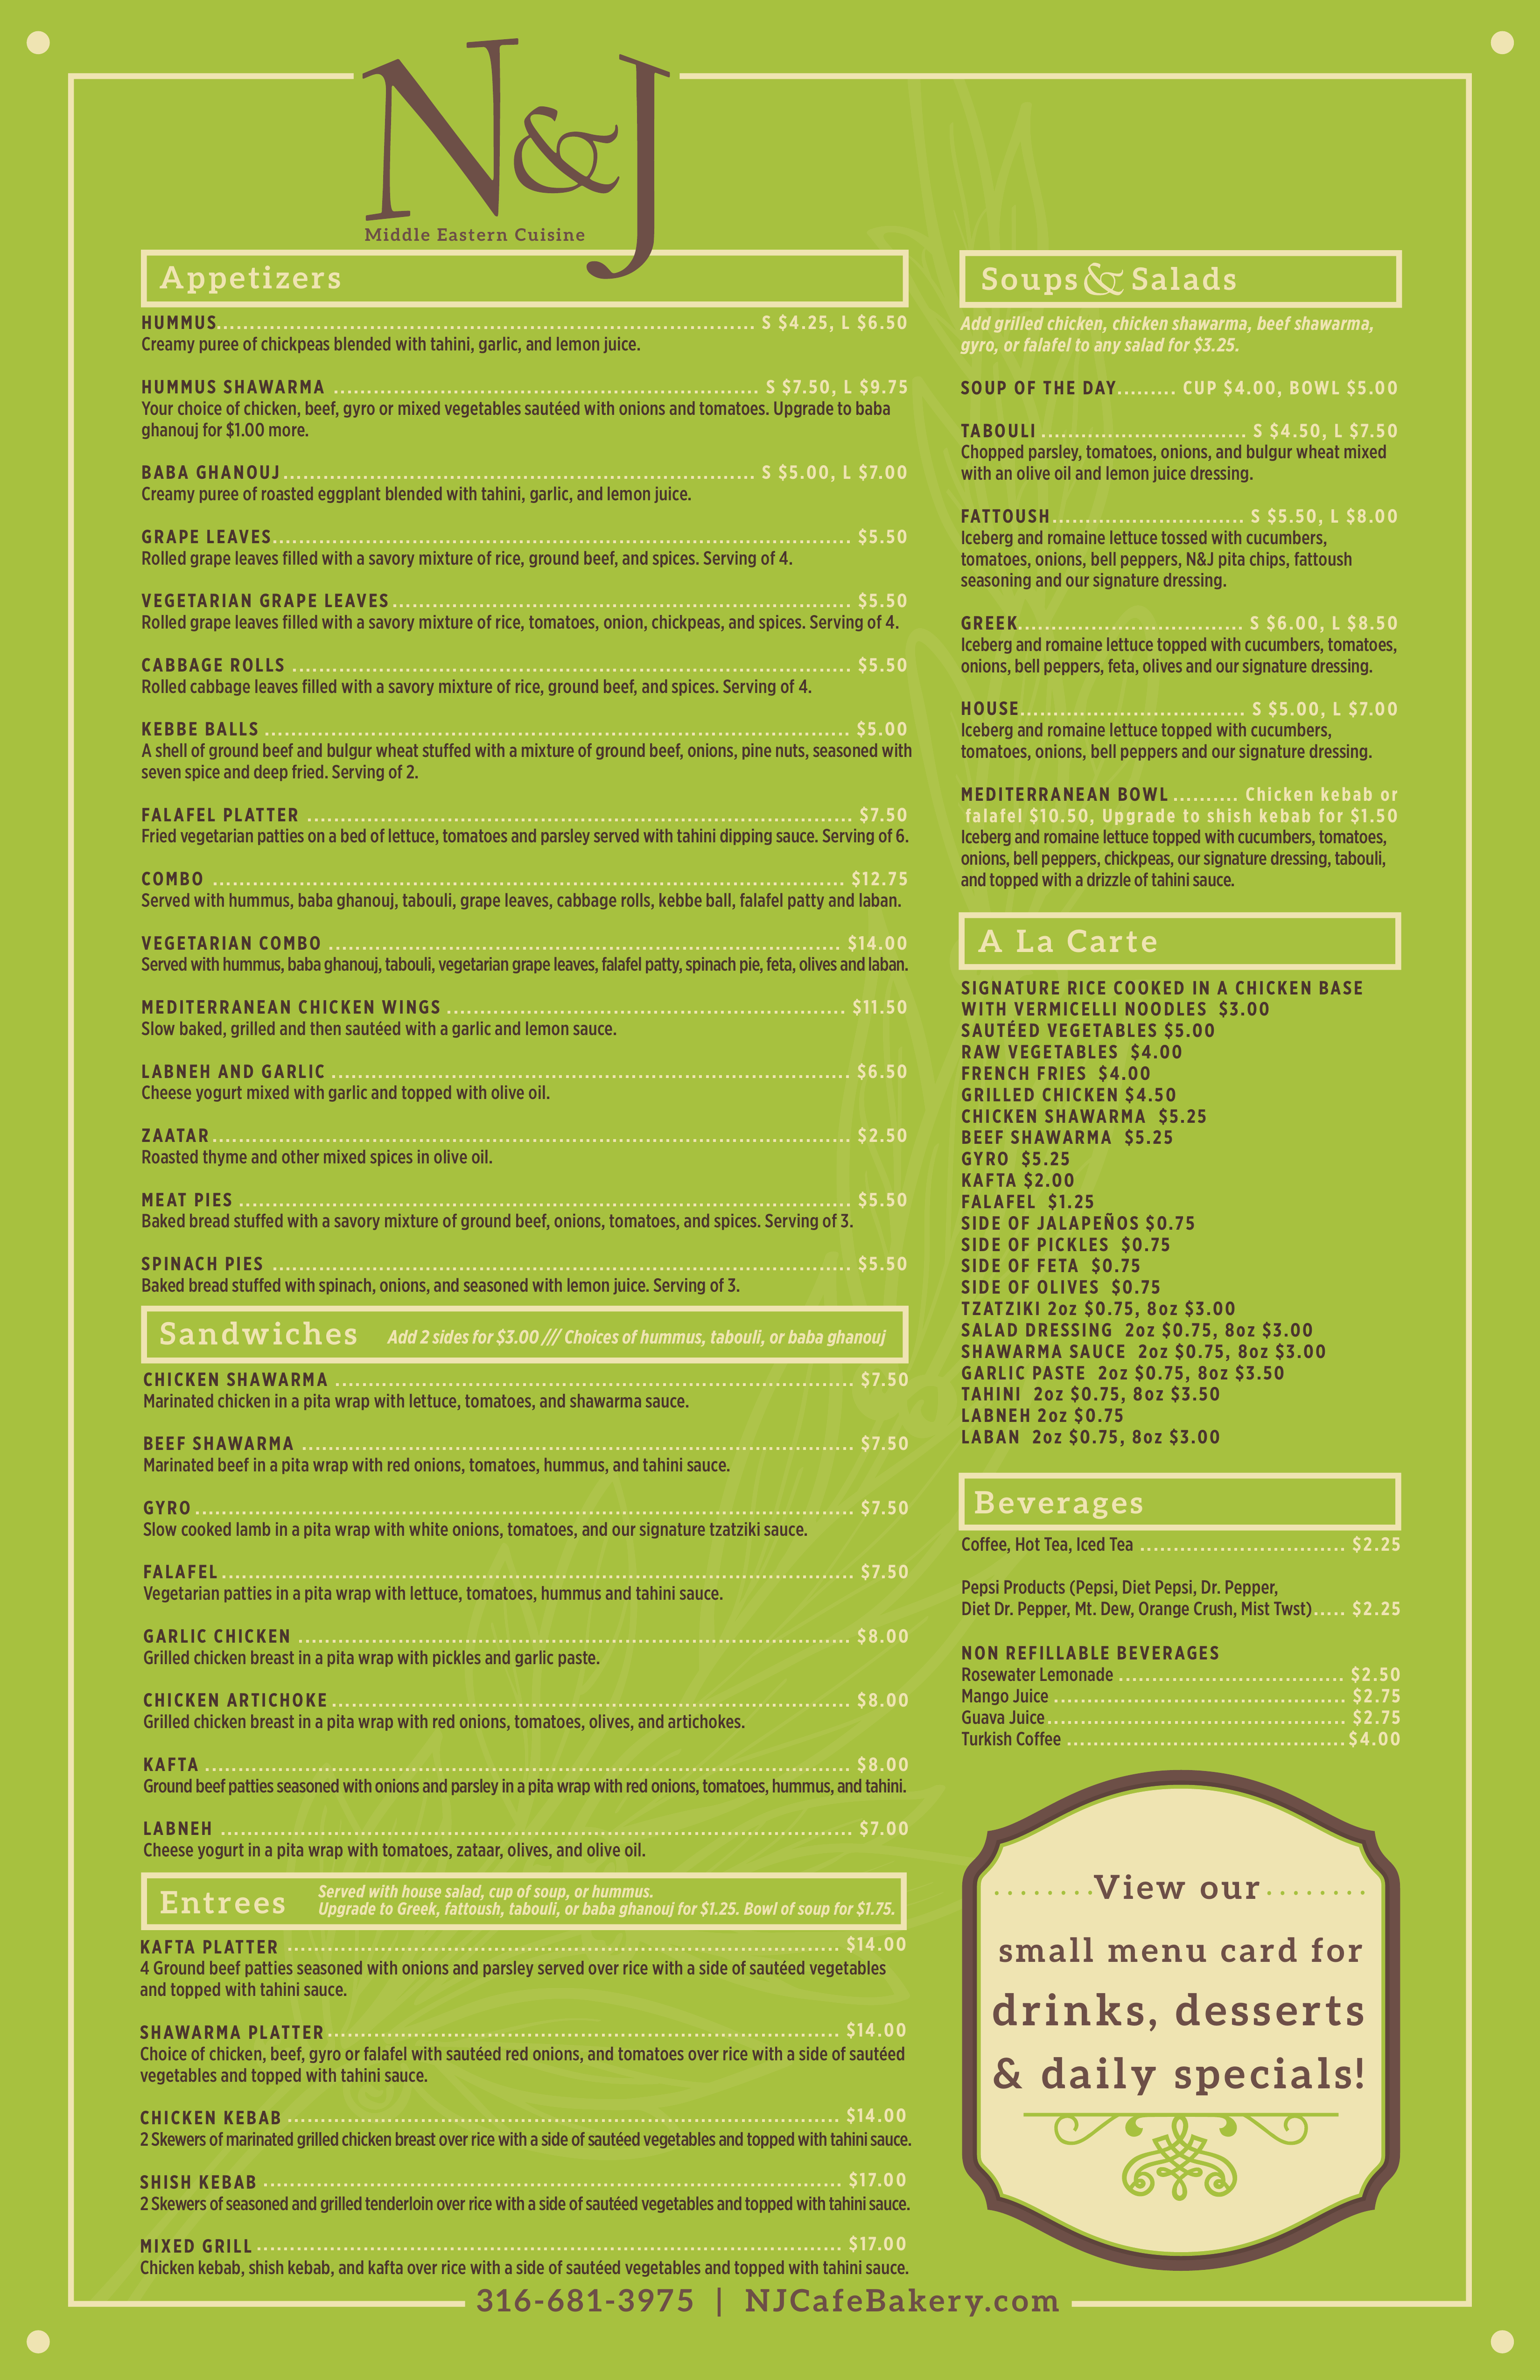 N&J
Middle Eastern Cuisine
Appetizers
HUMMUS S $4.25, L $6.50
Creamy puree of chickpeas blended with tahini, garlic, and lemon juice.
HUMMUS SHAWARMA S $7.50, L $9.75
Your choice of chicken, beef, gyro or mixed vegetables sautéed with onions and tomatoes. Upgrade to baba
ghanouj for $1.00 more.
BABA GHANOUJ S $5.00, L $7.00
Creamy puree of roasted eggplant blended with tahini, garlic, and lemon juice.
GRAPE LEAVES $5.50
Rolled grape leaves filled with a savory mixture of rice, ground beef, and spices. Serving of 4.
VEGETARIAN GRAPE LEAVES $5.50
Rolled grape leaves filled with a savory mixture of rice, tomatoes, onion, chickpeas, and spices. Serving of 4.
CABBAGE ROLLS $5.50
Rolled cabbage leaves filled with a savory mixture of rice, ground beef, and spices. Serving of 4.
KEBBE BALLS $5.00
A shell of ground beef and bulgur wheat stuffed with a mixture of ground beef, onions, pine nuts, seasoned with
seven spice and deep fried. Serving of 2.
FALAFEL PLATTER $7.50
Fried vegetarian patties on a bed of lettuce, tomatoes and parsley served with tahini dipping sauce. Serving of 6.
COMBO $12.75
Served with hummus, baba ghanouj, tabouli, grape leaves, cabbage rolls, kebbe ball, falafel patty and laban.
VEGETARIAN COMBO $14.00
Served with hummus, baba ghanouj, tabouli, vegetarian grape leaves, falafel patty, spinach pie, feta, olives and laban.
MEDITERRANEAN CHICKEN WINGS $11.50
Slow baked, grilled and then sautéed with a garlic and lemon sauce.
LABNEH AND GARLIC $6.50
Cheese yogurt mixed with garlic and topped with olive oil.
ZAATAR $2.50
Roasted thyme and other mixed spices in olive oil.
MEAT PIES $5.50
Baked bread stuffed with a savory mixture of ground beef, onions, tomatoes, and spices. Serving of 3.
SPINACH PIES $5.50
Baked bread stuffed with spinach, onions, and seasoned with lemon juice. Serving of 3.
Sandwiches Add 2 sides for $3.00 /// Choices of hummus, tabouli, or baba ghanouj
CHICKEN SHAWARMA $7.50
Marinated chicken in a pita wrap with lettuce, tomatoes, and shawarma sauce.
BEEF SHAWARMA $7.50
Marinated beef in a pita wrap with red onions, tomatoes, hummus, and tahini sauce.
GYRO $7.50
Slow cooked lamb in a pita wrap with white onions, tomatoes, and our signature tzatziki sauce.
FALAFEL $7.50
Vegetarian patties in a pita wrap with lettuce, tomatoes, hummus and tahini sauce.
GARLIC CHICKEN $8.00
Grilled chicken breast in a pita wrap with pickles and garlic paste.
CHICKEN ARTICHOKE $8.00
Grilled chicken breast in a pita wrap with red onions, tomatoes, olives, and artichokes.
KAFTA $8.00
Ground beef patties seasoned with onions and parsley in a pita wrap with red onions, tomatoes, hummus, and tahini.
LABNEH $7.00
Cheese yogurt in a pita wrap with tomatoes, zataar, olives, and olive oil.
Entrees
Served with house salad, cup of soup, or hummus.
Upgrade to Greek, fattoush, tabouli, or baba ghanouj for $1.25. Bowl of soup for $1.75.
KAFTA PLATTER $14.00
4 Ground beef patties seasoned with onions and parsley served over rice with a side of sautéed vegetables
and topped with tahini sauce.
SHAWARMA PLATTER $14.00
Choice of chicken, beef, gyro or falafel with sautéed red onions, and tomatoes over rice with a side of sautéed
vegetables and topped with tahini sauce.
CHICKEN KEBAB $14.00
2 Skewers of marinated grilled chicken breast over rice with a side of sautéed vegetables and topped with tahini sauce.
SHISH KEBAB $17.00
2 Skewers of seasoned and grilled tenderloin over rice with a side of sautéed vegetables and topped with tahini sauce.
MIXED GRILL $17.00
Chicken kebab, shish kebab, and kafta over rice with a side of sautéed vegetables and topped with tahini sauce.
Soups & Salads
Add grilled chicken, chicken shawarma, beef shawarma,
gyro, or falafel to any salad for $3.25.
SOUP OF THE DAY CUP $4.00, BOWL $5.00
TABOULI S $4.50, L $7.50
Chopped parsley, tomatoes, onions, and bulgur wheat mixed
with an olive oil and lemon juice dressing.
FATTOUSH S $5.50, L $8.00
Iceberg and romaine lettuce tossed with cucumbers,
tomatoes, onions, bell peppers, N&J pita chips, fattoush
seasoning and our signature dressing.
GREEK S $6.00, L $8.50
Iceberg and romaine lettuce topped with cucumbers, tomatoes,
onions, bell peppers, feta, olives and our signature dressing.
HOUSE S $5.00, L $7.00
Iceberg and romaine lettuce topped with cucumbers,
tomatoes, onions, bell peppers and our signature dressing.
MEDITERRANEAN BOWL Chicken kebab or
falafel $10.50, Upgrade to shish kebab for $1.50
Iceberg and romaine lettuce topped with cucumbers, tomatoes,
onions, bell peppers, chickpeas, our signature dressing, tabouli,
and topped with a drizzle of tahini sauce.
A La Carte
SIGNATURE RICE COOKED IN A CHICKEN BASE
WITH VERMICELLI NOODLES $3.00
SAUTÉED VEGETABLES $5.00
RAW VEGETABLES $4.00
FRENCH FRIES $4.00
GRILLED CHICKEN $4.50
CHICKEN SHAWARMA $5.25
BEEF SHAWARMA $5.25
GYRO $5.25
KAFTA $2.00
FALAFEL $1.25
SIDE OF JALAPEÑOS $0.75
SIDE OF PICKLES $0.75
SIDE OF FETA $0.75
SIDE OF OLIVES $0.75
TZATZIKI 2oz $0.75, 8oz $3.00
SALAD DRESSING 2oz $0.75, 8oz $3.00
SHAWARMA SAUCE 2oz $0.75, 8oz $3.00
GARLIC PASTE 2oz $0.75, 8oz $3.50
TAHINI 2oz $0.75, 8oz $3.50
LABNEH 2oz $0.75
LABAN 2oz $0.75, 8oz $3.00
Beverages
Coffee, Hot Tea, Iced Tea $2.25
Pepsi Products (Pepsi, Diet Pepsi, Dr. Pepper,
Diet Dr. Pepper, Mt. Dew, Orange Crush, Mist Twst) $2.25
NON REFILLABLE BEVERAGES
Rosewater Lemonade $2.50
Mango Juice $2.75
Guava Juice $2.75
Turkish Coffee $4.00
View our
small menu card for
drinks, desserts
& daily specials!
316-681-3975 | NJCafeBakery.com